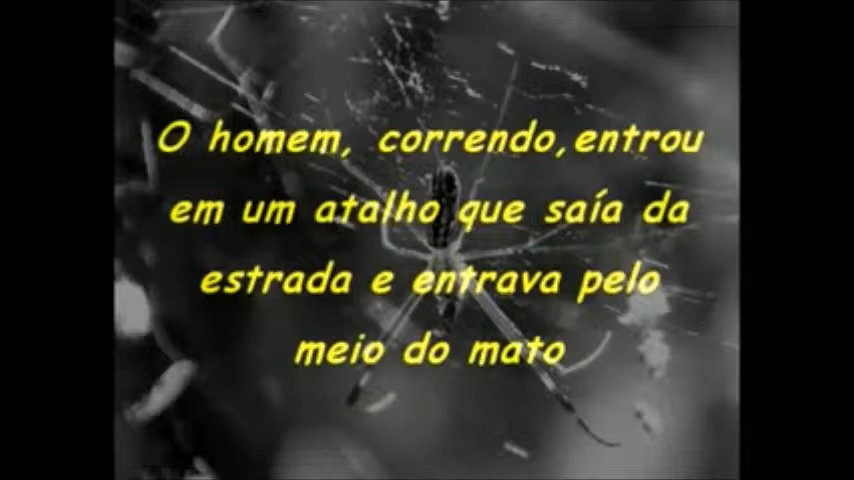 O homem, correndo, entrou
em um atalho que saía da
estrada e entrava pelo
meio do mato